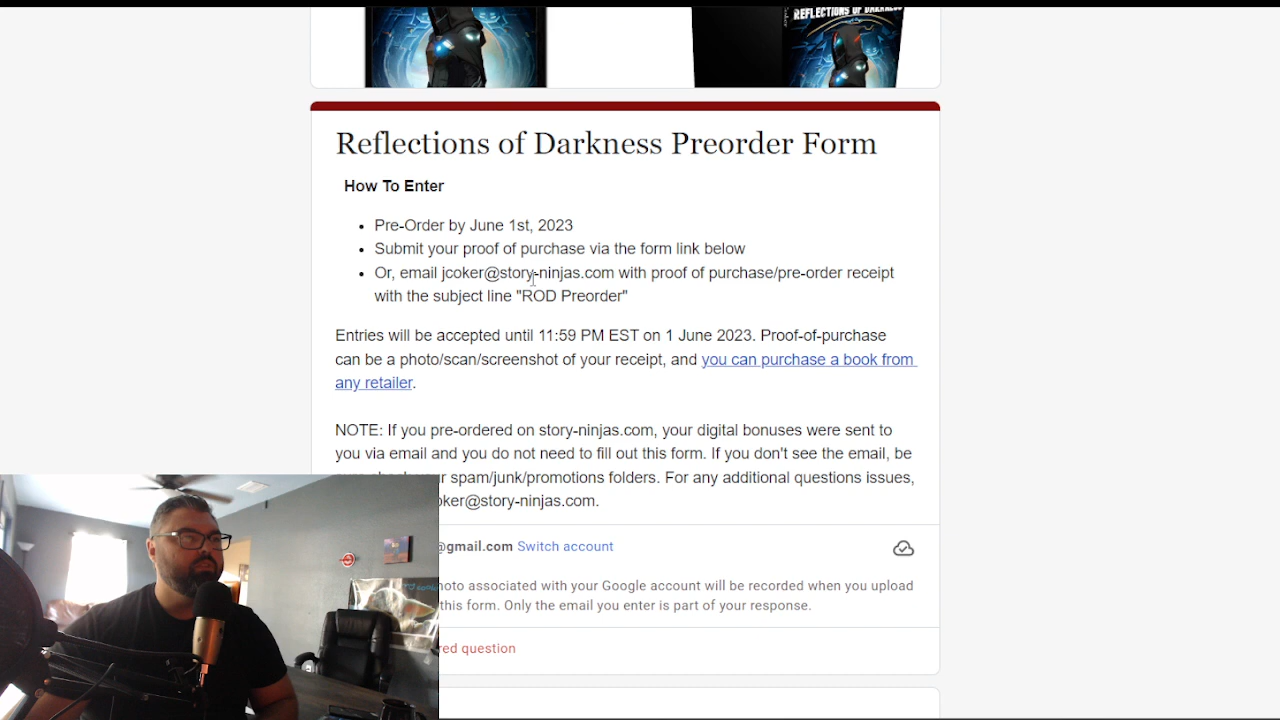 REFLECTIONS OF DARKNESS
Reflections of Darkness Preorder Form
How To Enter
Pre-Order by June 1st, 2023
Submit your proof of purchase via the form link below
Or, email jcoker@story-ninjas.com with proof of purchase/pre-order receipt
with the subject line "ROD Preorder"
Entries will be accepted until 11:59 PM EST on 1 June 2023. Proof-of-purchase
can be a photo/scan/screenshot of your receipt, and you can purchase a book from
any retailer.
NOTE: If you pre-ordered on story-ninjas.com, your digital bonuses were sent to
you via email and you do not need to fill out this form. If you don't see the email, be
spam/junk/promotions folders. For any additional questions issues,
oker@story-ninjas.com.
@gmail.com Switch account
associated with your Google account will be recorded when you upload
this form. Only the email you enter is part of your response.
question